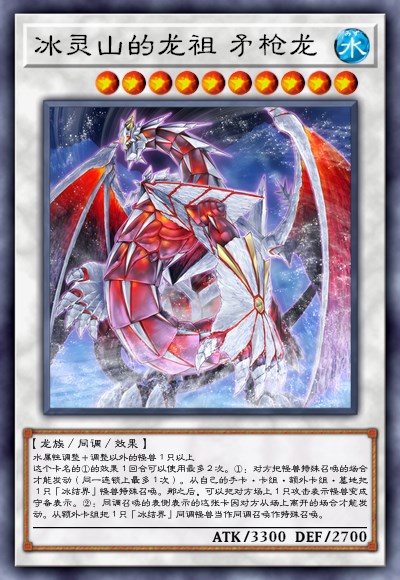 冰灵山的龙祖 矛枪龙
水
【龙族／同调／效果】
水属性调整＋调整以外的怪兽1只以上
这个卡名的①的效果1回合可以使用最多2次。①：对方把怪兽特殊召唤的场合
才能发动（同一连锁上最多1次）。从自己的手卡·卡组·额外卡组·墓地把
1只「冰结界」怪兽特殊召唤。那之后，可以把对方场上1只攻击表示怪兽变成
守备表示。②：同调召唤的表侧表示的这张卡因对方从场上离开的场合才能发
动。从额外卡组把1只「冰结界」同调怪兽当作同调召唤作特殊召唤。
ATK/3300 DEF/2700